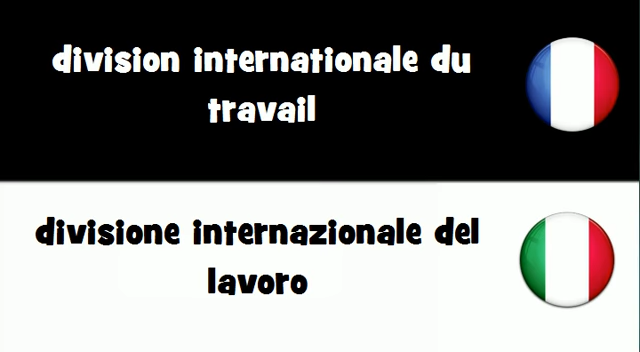 division internationale du
travail
divisione internazionale del
lavoro